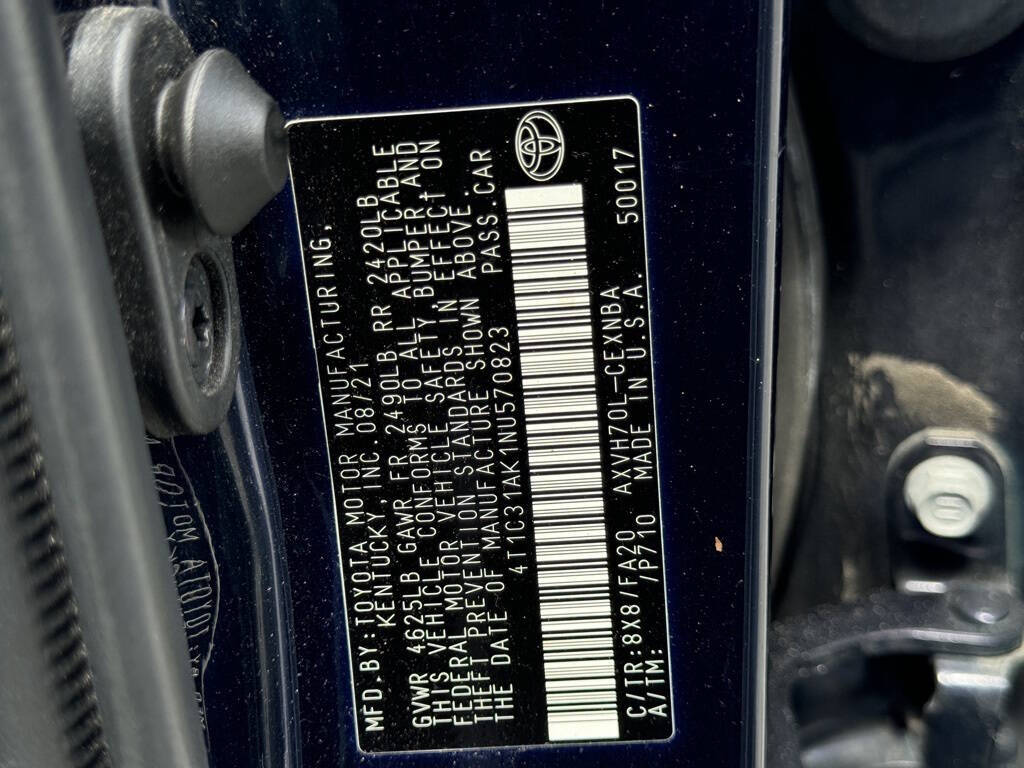 MFD.BY:TOYOTA MOTOR MANUFACTURING,
KENTUCKY, INC. 08/21
GVWR 4625LB GAWR FR 2490LB RR 2420LB
THIS VEHICLE CONFORMS TO ALL APPLICABLE
FEDERAL MOTOR VEHICLE SAFETY, BUMPER AND
THEFT PREVENTION STANDARDS IN EFFECT ON
THE DATE OF MANUFACTURE SHOWN ABOVE.
4T1C31AK1NU570823 PASS.CAR
C/TR:8X8/FA20 AXVH70L-CEXNBA 50017
A/TM: /P710 MADE IN U.S.A.